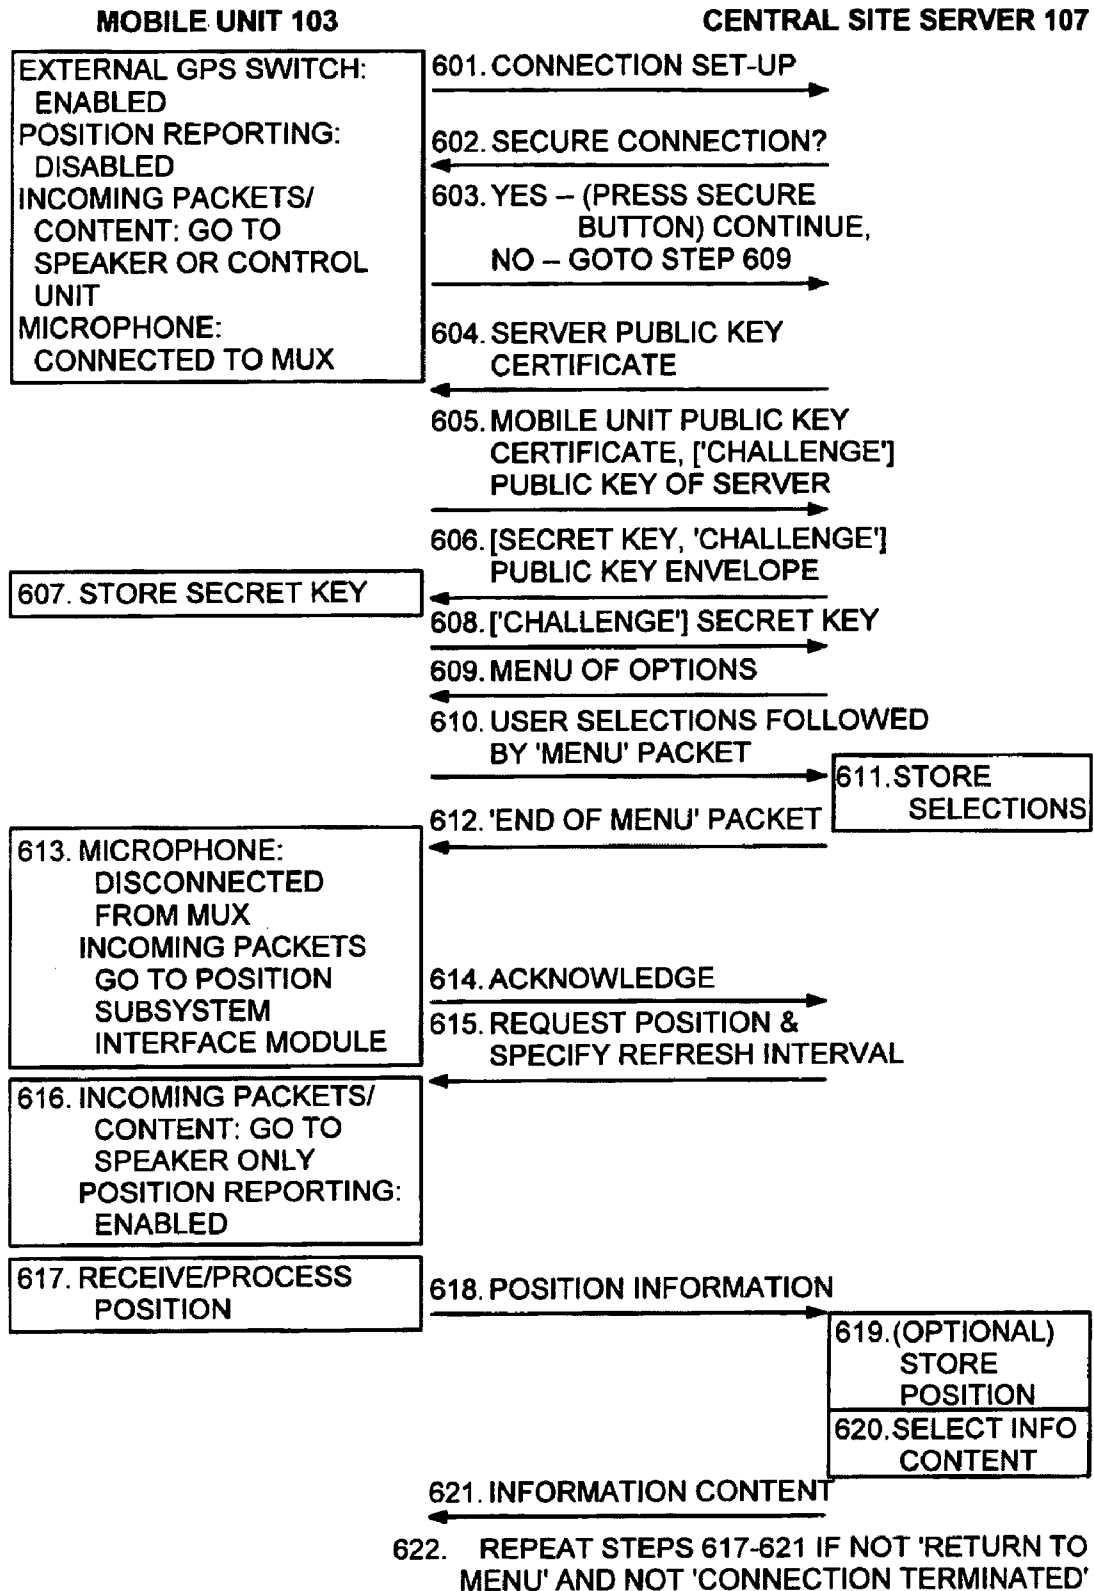 MOBILE UNIT 103
CENTRAL SITE SERVER 107
EXTERNAL GPS SWITCH:
ENABLED
POSITION REPORTING:
DISABLED
INCOMING PACKETS/
CONTENT: GO TO
SPEAKER OR CONTROL
UNIT
MICROPHONE:
CONNECTED TO MUX
601. CONNECTION SET-UP
602. SECURE CONNECTION?
603. YES – (PRESS SECURE
BUTTON) CONTINUE,
NO – GOTO STEP 609
604. SERVER PUBLIC KEY
CERTIFICATE
605. MOBILE UNIT PUBLIC KEY
CERTIFICATE, ['CHALLENGE']
PUBLIC KEY OF SERVER
606. [SECRET KEY, 'CHALLENGE']
PUBLIC KEY ENVELOPE
607. STORE SECRET KEY
608. ['CHALLENGE'] SECRET KEY
609. MENU OF OPTIONS
610. USER SELECTIONS FOLLOWED
BY 'MENU' PACKET
611. STORE
SELECTIONS
612. 'END OF MENU' PACKET
613. MICROPHONE:
DISCONNECTED
FROM MUX
INCOMING PACKETS
GO TO POSITION
SUBSYSTEM
INTERFACE MODULE
614. ACKNOWLEDGE
615. REQUEST POSITION &
SPECIFY REFRESH INTERVAL
616. INCOMING PACKETS/
CONTENT: GO TO
SPEAKER ONLY
POSITION REPORTING:
ENABLED
617. RECEIVE/PROCESS
POSITION
618. POSITION INFORMATION
619. (OPTIONAL)
STORE
POSITION
620. SELECT INFO
CONTENT
621. INFORMATION CONTENT
622. REPEAT STEPS 617-621 IF NOT 'RETURN TO
MENU' AND NOT 'CONNECTION TERMINATED'